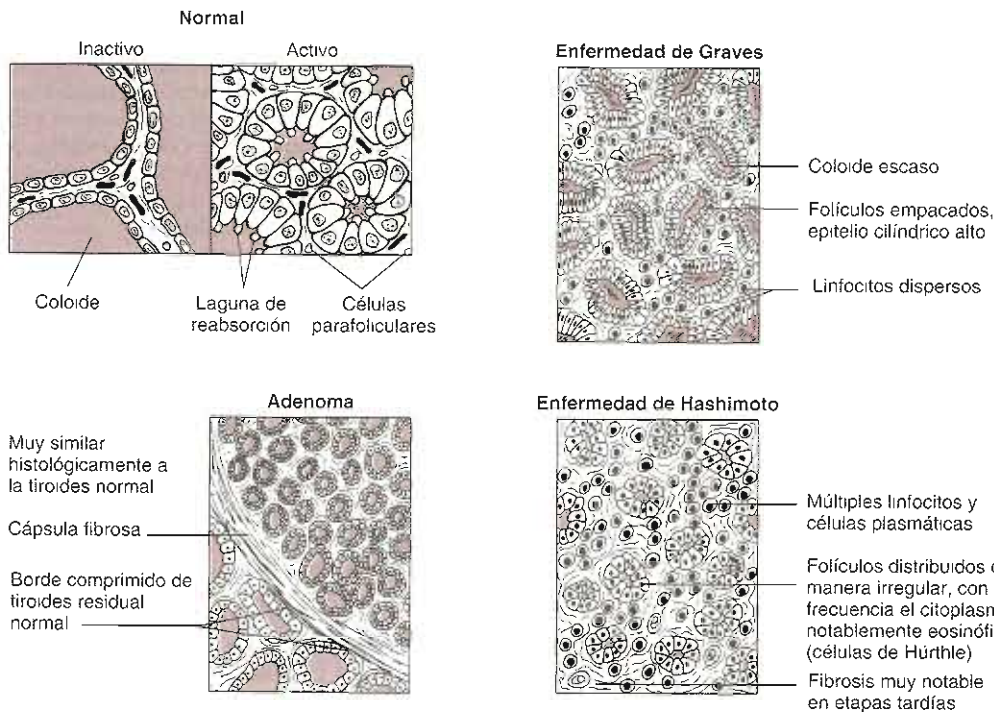 Normal
Inactivo
Activo
Coloide
Laguna de
reabsorción
Células
parafoliculares
Enfermedad de Graves
Coloide escaso
Folículos empacados,
epitelio cilíndrico alto
Linfocitos dispersos
Adenoma
Muy similar
histológicamente a
la tiroides normal
Cápsula fibrosa
Borde comprimido de
tiroides residual
normal
Enfermedad de Hashimoto
Múltiples linfocitos y
células plasmáticas
Folículos distribuidos
manera irregular, con
frecuencia el
notablemente
(células de Hürthle)
Fibrosis muy notable
en etapas tardías